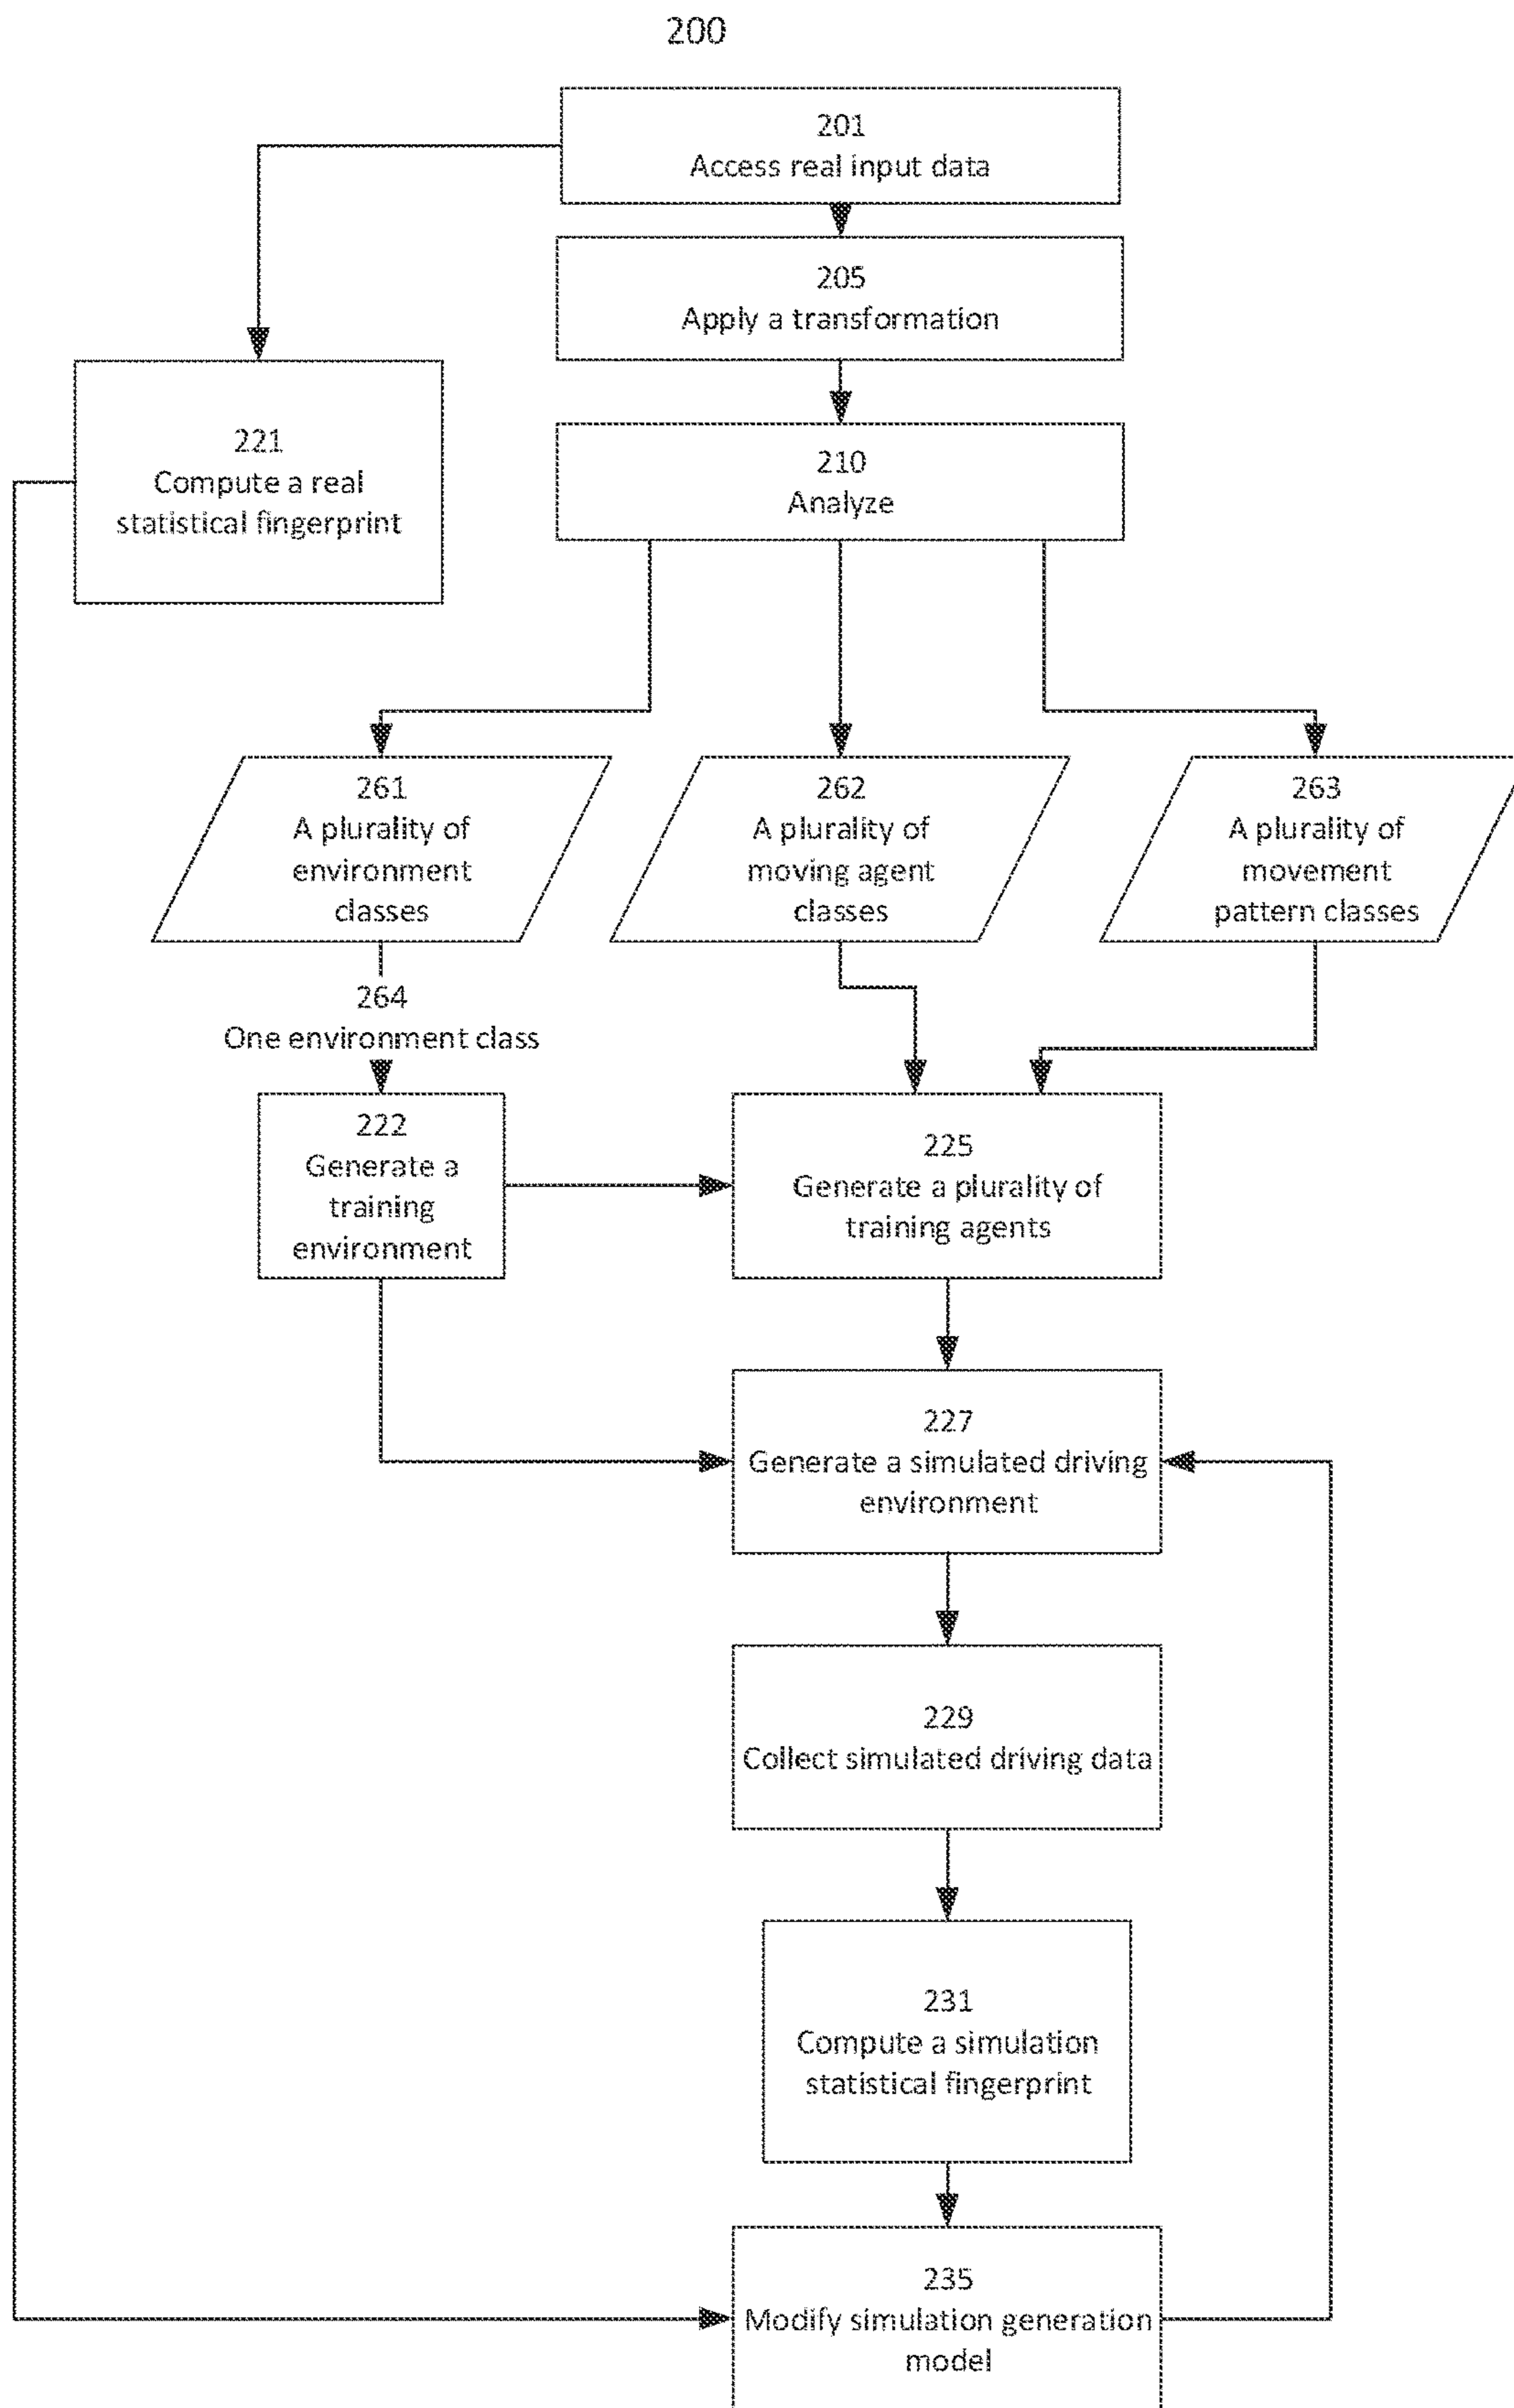 200
201
Access real input data
205
Apply a transformation
221
Compute a real
statistical fingerprint
210
Analyze
261
A plurality of
environment
classes
262
A plurality of
moving agent
classes
263
A plurality of
movement
pattern classes
264
One environment class
222
Generate a
training
environment
225
Generate a plurality of
training agents
227
Generate a simulated driving
environment
229
Collect simulated driving data
231
Compute a simulation
statistical fingerprint
235
Modify simulation generation
model